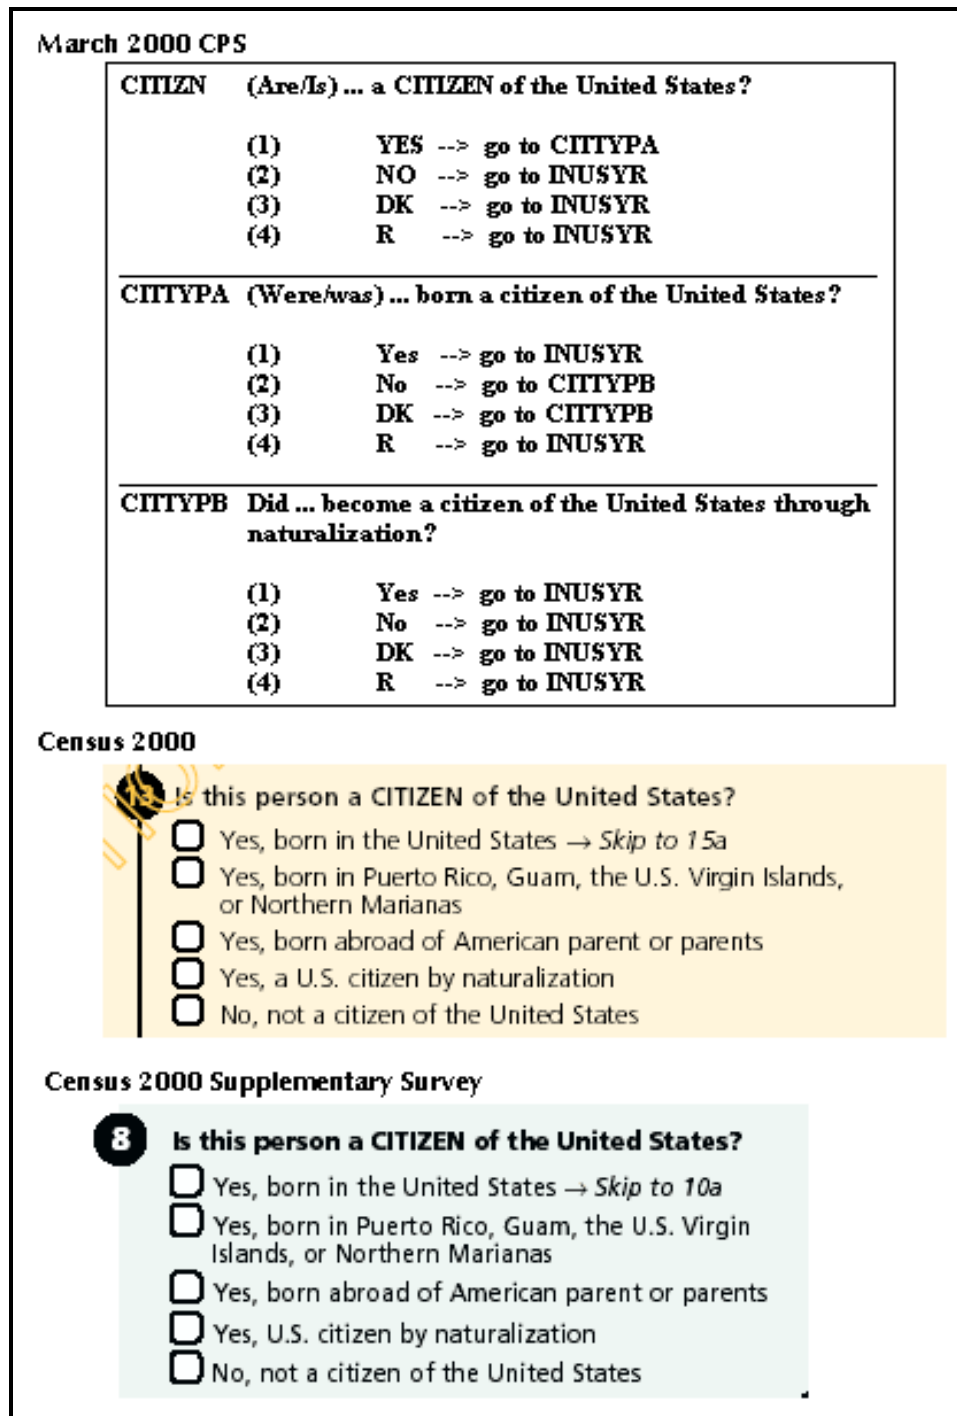 March 2000 CPS
CITIZN (Are/Is) ... a CITIZEN of the United States?
(1) YES --> go to CITTYPA
(2) NO --> go to INUSYR
(3) DK --> go to INUSYR
(4) R --> go to INUSYR
CITTYPA (Were/was) ... born a citizen of the United States?
(1) Yes --> go to INUSYR
(2) No --> go to CITTYPB
(3) DK --> go to CITTYPB
(4) R --> go to INUSYR
CITTYPB Did ... become a citizen of the United States through
naturalization?
(1) Yes --> go to INUSYR
(2) No --> go to INUSYR
(3) DK --> go to INUSYR
(4) R --> go to INUSYR
Census 2000
13 Is this person a CITIZEN of the United States?
Yes, born in the United States → Skip to 15a
Yes, born in Puerto Rico, Guam, the U.S. Virgin Islands,
or Northern Marianas
Yes, born abroad of American parent or parents
Yes, a U.S. citizen by naturalization
No, not a citizen of the United States
Census 2000 Supplementary Survey
8 Is this person a CITIZEN of the United States?
Yes, born in the United States → Skip to 10a
Yes, born in Puerto Rico, Guam, the U.S. Virgin
Islands, or Northern Marianas
Yes, born abroad of American parent or parents
Yes, U.S. citizen by naturalization
No, not a citizen of the United States